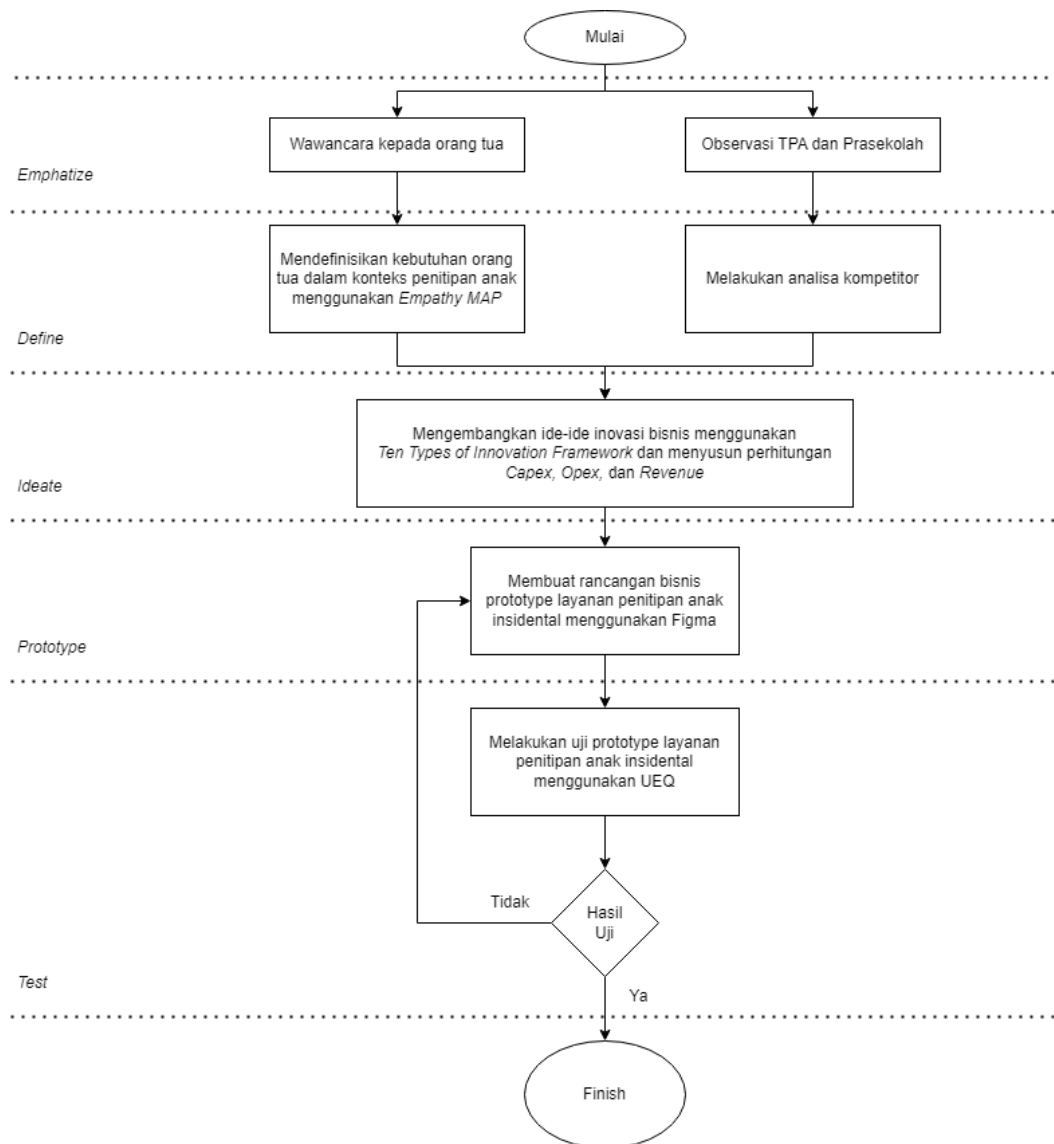 Mulai
Wawancara kepada orang tua
Observasi TPA dan Prasekolah
Emphatize
Mendefinisikan kebutuhan orang
tua dalam konteks penitipan anak
menggunakan Empathy MAP
Melakukan analisa kompetitor
Define
Mengembangkan ide-ide inovasi bisnis menggunakan
Ten Types of Innovation Framework dan menyusun perhitungan
Capex, Opex, dan Revenue
Ideate
Membuat rancangan bisnis
prototype layanan penitipan anak
insidental menggunakan Figma
Prototype
Melakukan uji prototype layanan
penitipan anak insidental
menggunakan UEQ
Tidak
Hasil
Uji
Test
Ya
Finish